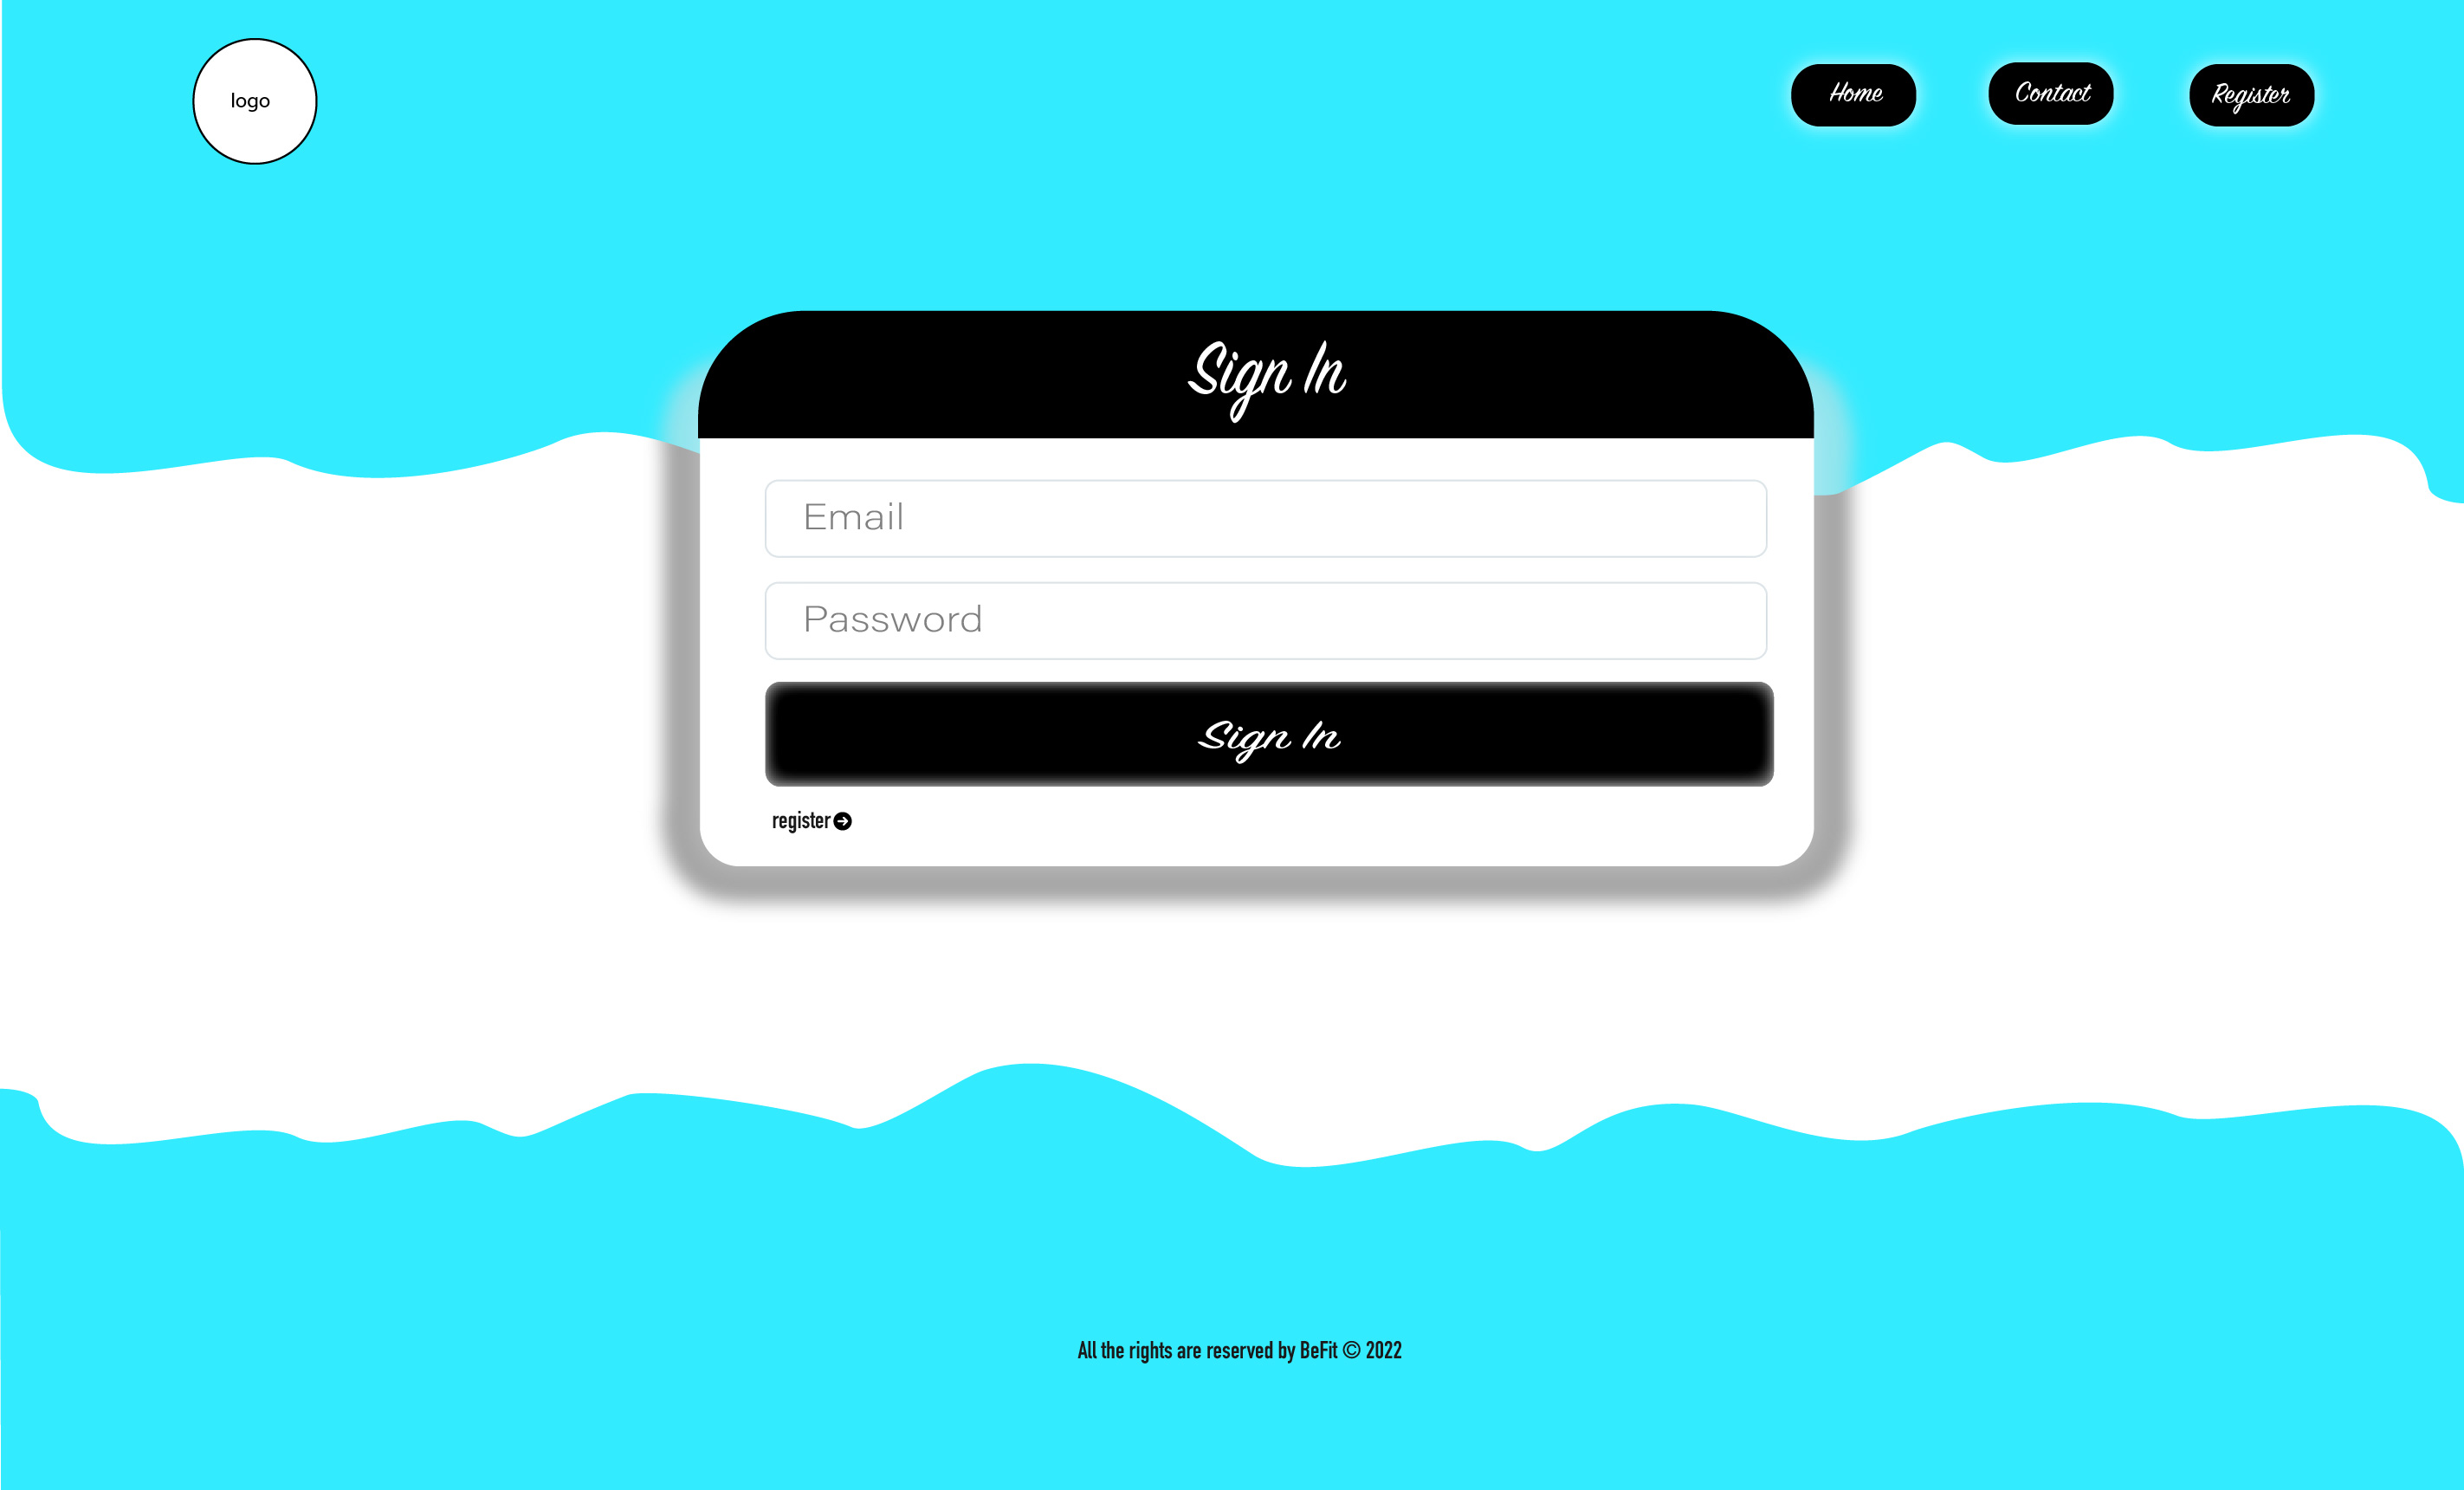 logo
Home
Contact
Register
Sign In
Email
Password
Sign In
register
All the rights are reserved by BeFit © 2022